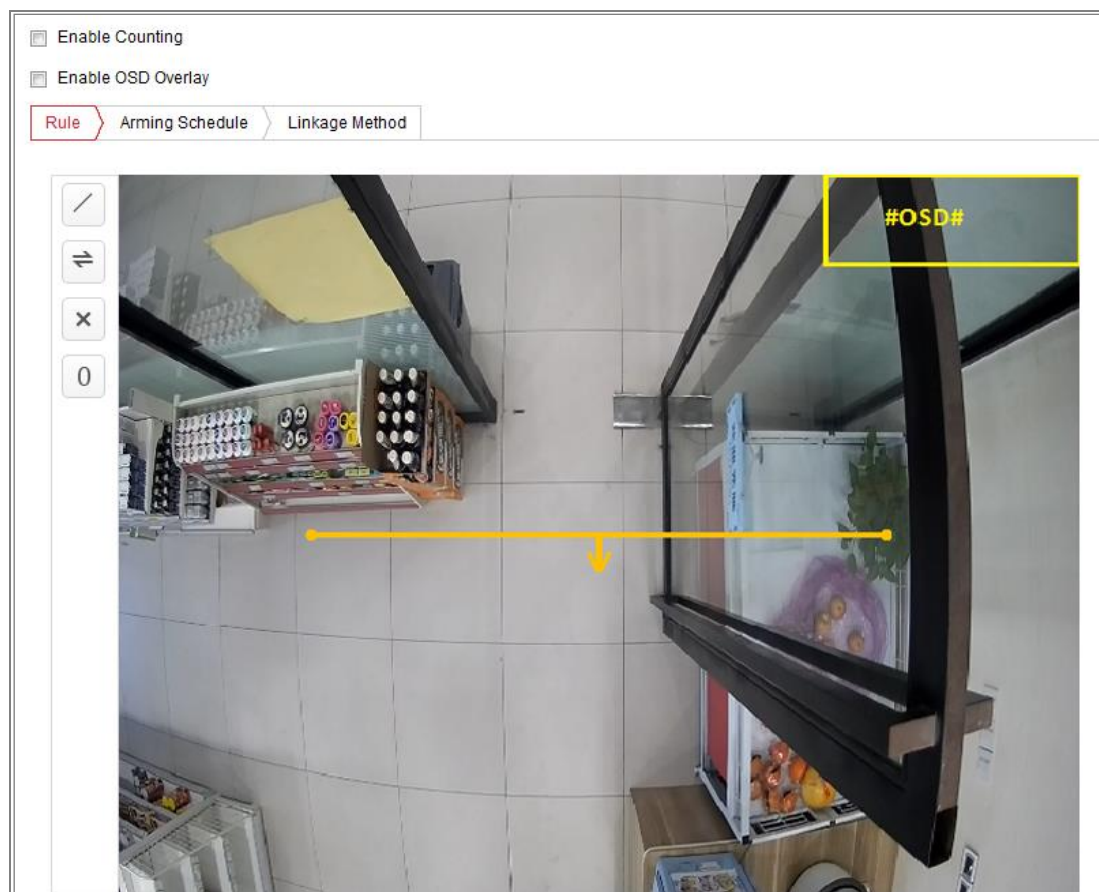 Enable Counting
Enable OSD Overlay
Rule
Arming Schedule
Linkage Method
#OSD#
0